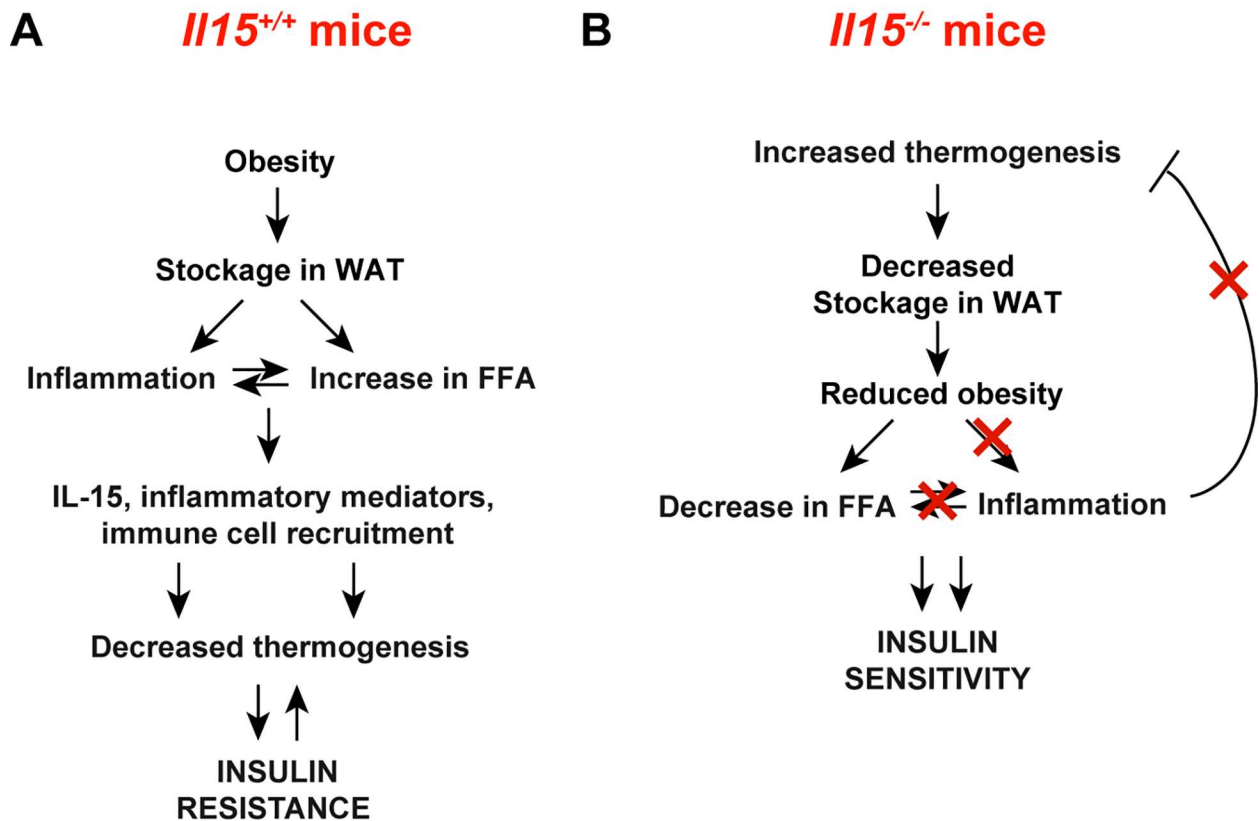 A
Il15+/+ mice
Obesity
Stockage in WAT
Inflammation
Increase in FFA
IL-15, inflammatory mediators,
immune cell recruitment
Decreased thermogenesis
INSULIN
RESISTANCE
B
Il15-/- mice
Increased thermogenesis
Decreased
Stockage in WAT
Reduced obesity
Decrease in FFA
Inflammation
INSULIN
SENSITIVITY